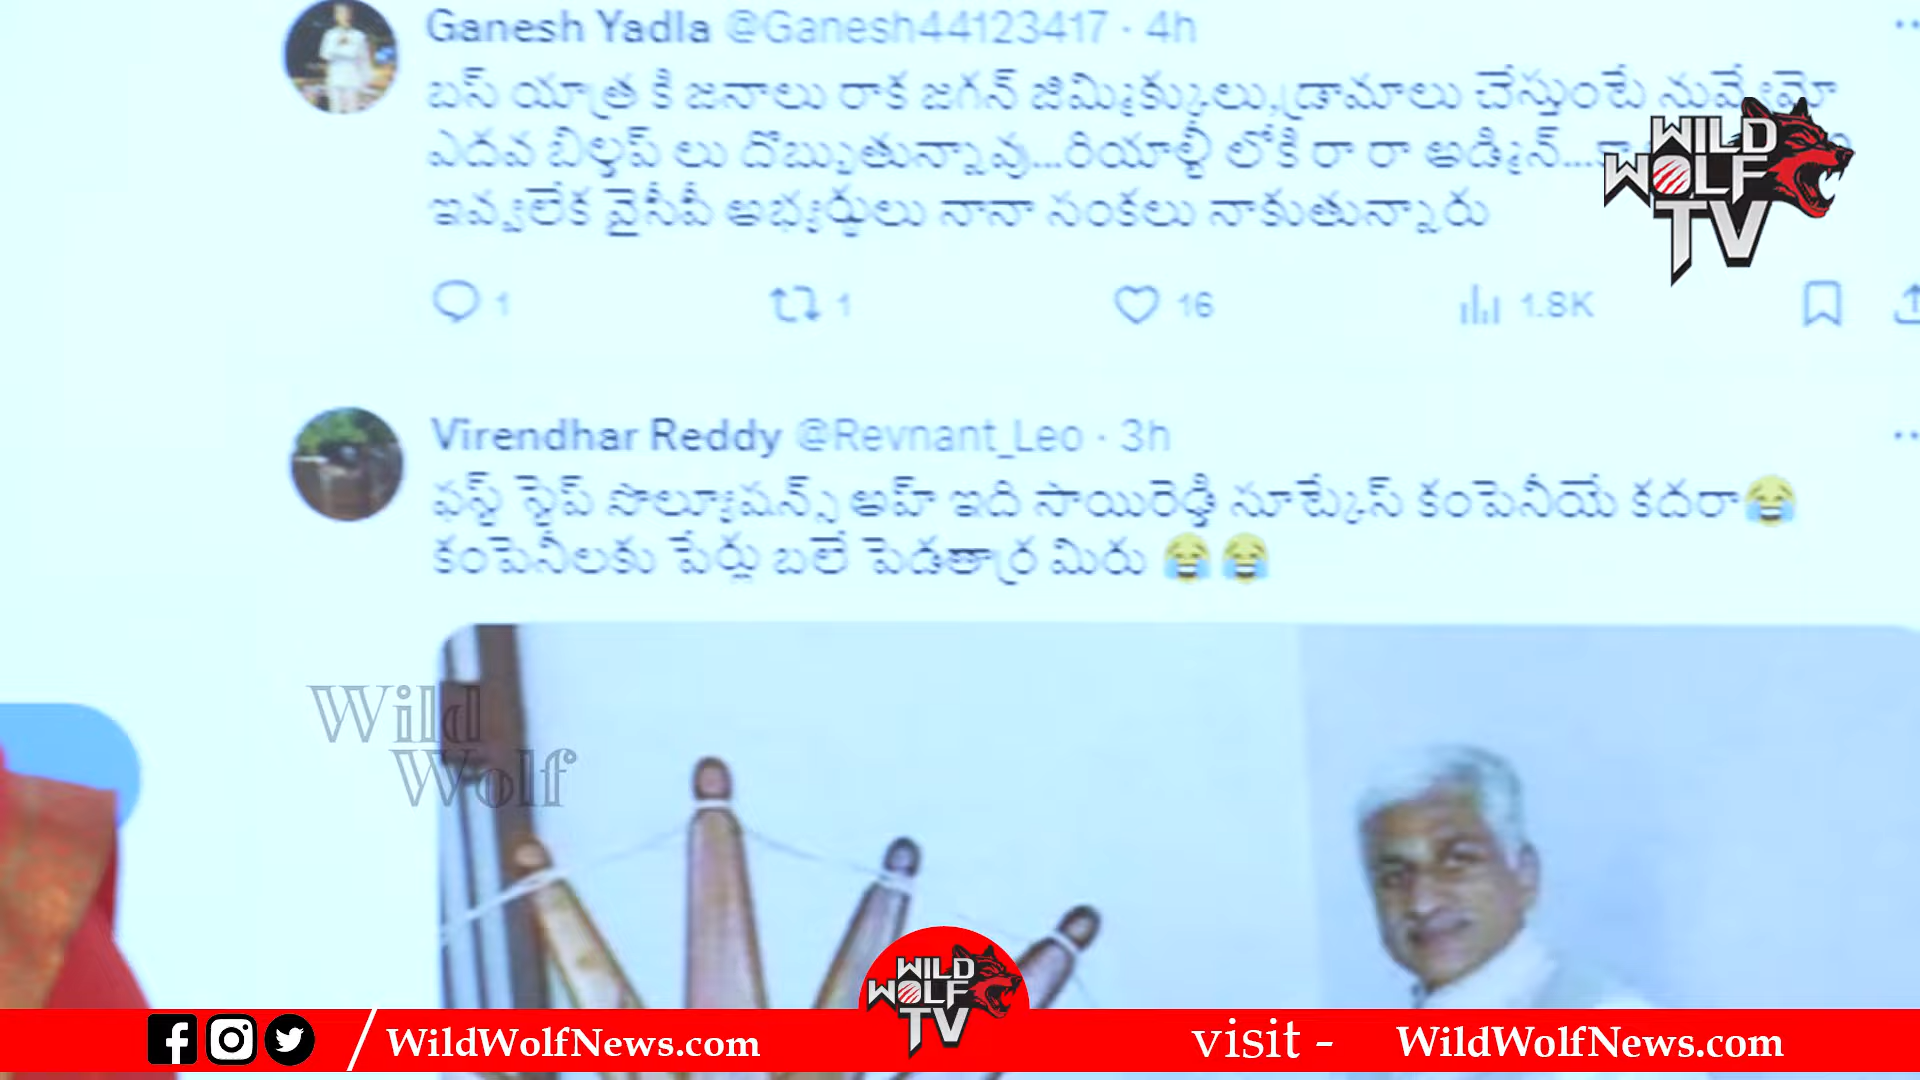 Ganesh Yadla @Ganesh44123417 · 4h
బస్ యాత్ర కి జనాలు రాక జగన్ జిమ్మిక్కులు,డ్రామాలు చేస్తుంటే నువ్వేమో
ఎదవ బిల్డప్ లు దొబ్బుతున్నావు...రియాల్టీ లోకి రా రా అడ్మిన్...
ఇవ్వలేక వైసీపీ అభ్యర్థులు నానా సంకలు నాకుతున్నారు
1 1 16 1.8K
WILD WOLF TV
Virendhar Reddy @Revnant_Leo · 3h
ఫస్ట్ స్టెప్ సొల్యూషన్స్ అహ్ ఇది సాయిరెడ్డి సూట్కేస్ కంపెనీయే కదరా😂
కంపెనీలకు పేర్లు బలే పెడతార్ర మీరు 😂😂
Wild
Wolf
WILD WOLF TV
WildWolfNews.com
visit - WildWolfNews.com